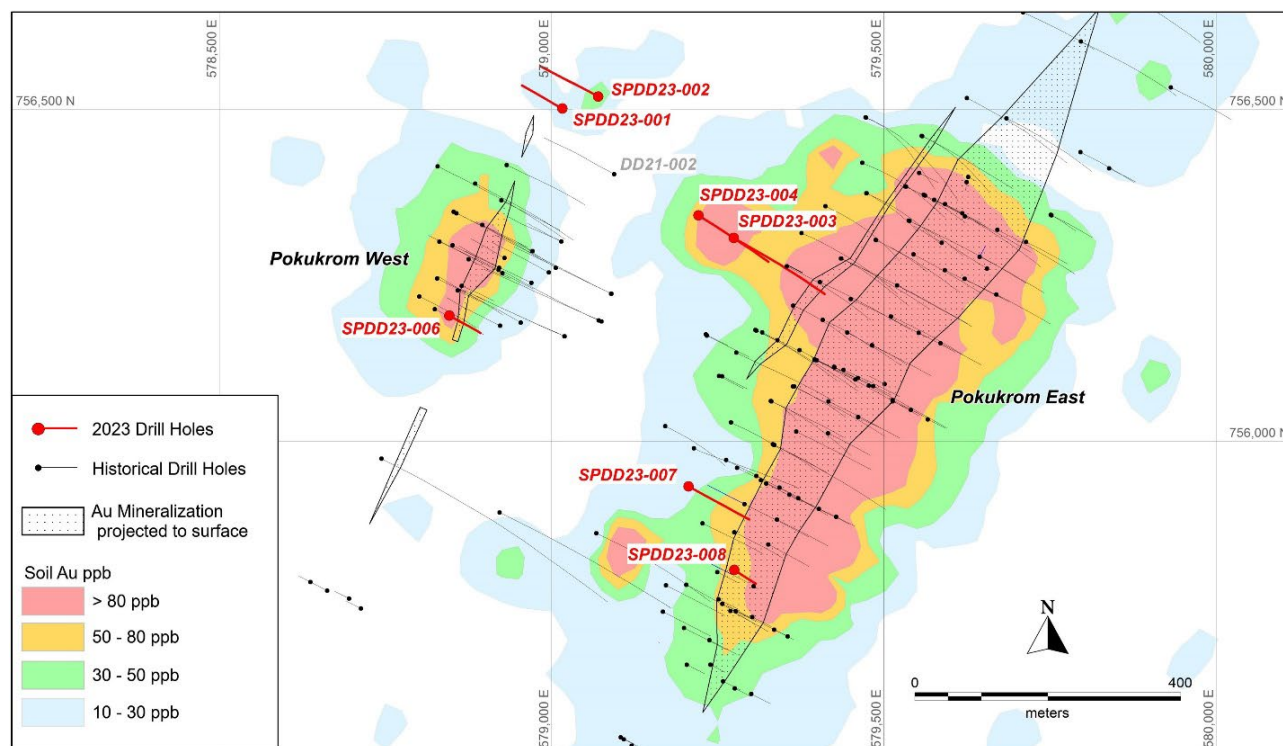 578,500 E
579,000 E
579,500 E
580,000 E
756,500 N
756,500 N
SPDD23-002
SPDD23-001
DD21-002
SPDD23-004
SPDD23-003
Pokukrom West
SPDD23-006
Pokukrom East
756,000 N
SPDD23-007
SPDD23-008
2023 Drill Holes
Historical Drill Holes
Au Mineralization
projected to surface
Soil Au ppb
> 80 ppb
50 - 80 ppb
30 - 50 ppb
10 - 30 ppb
N
0
400
meters
579,000 E
579,500 E
580,000 E